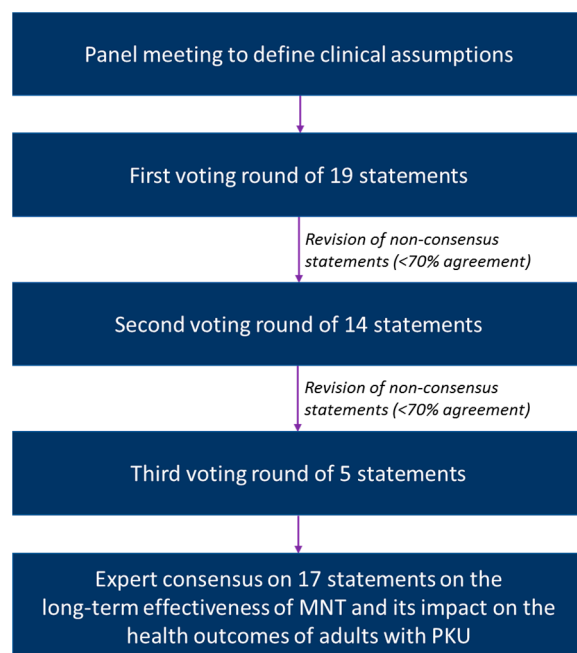 Panel meeting to define clinical assumptions
First voting round of 19 statements
Revision of non-consensus
statements (<70% agreement)
Second voting round of 14 statements
Revision of non-consensus
statements (<70% agreement)
Third voting round of 5 statements
Expert consensus on 17 statements on the
long-term effectiveness of MNT and its impact on the
health outcomes of adults with PKU